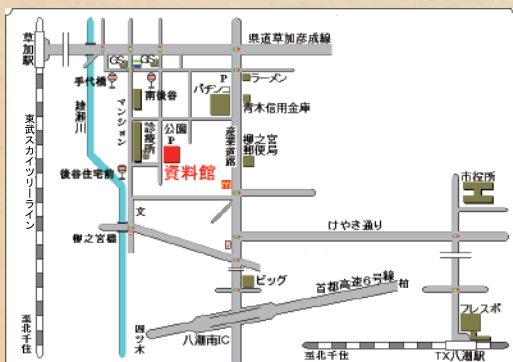 県道草加彦成線
草加駅
GS
GS
手代橋
南後谷
P
パチンコ
ラーメン
青木信用金庫
綾瀬川
マンション
診療所
公園
P
産業道路
柳之宮
郵便局
東武スカイツリーライン
後谷住宅前
資料館
m
市役所
文
けやき通り
柳之宮橋
ビッグ
首都高速6号線
柏
フレスポ
四ツ木
八潮南IC
至北千住
至北千住
TX八潮駅